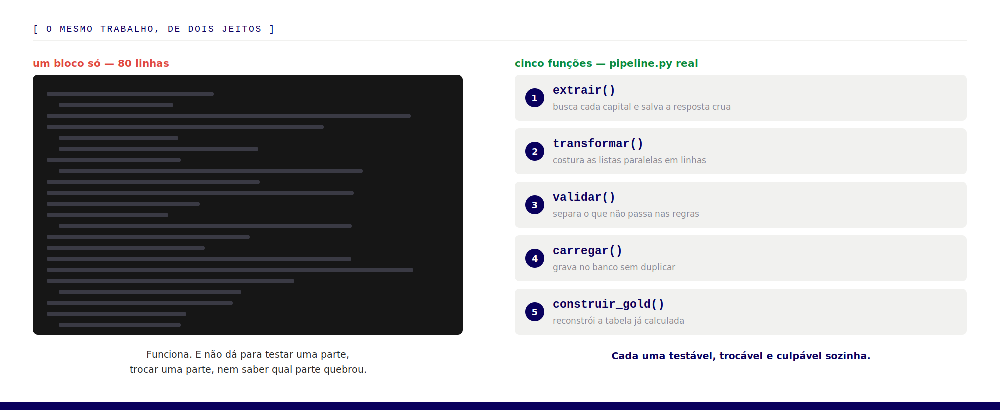 [ O MESMO TRABALHO, DE DOIS JEITOS ]
um bloco só — 80 linhas
Funciona. E não dá para testar uma parte,
trocar uma parte, nem saber qual parte quebrou.
cinco funções — pipeline.py real
1
extrair()
busca cada capital e salva a resposta crua
2
transformar()
costura as listas paralelas em linhas
3
validar()
separa o que não passa nas regras
4
carregar()
grava no banco sem duplicar
5
construir_gold()
reconstrói a tabela já calculada
Cada uma testável, trocável e culpável sozinha.